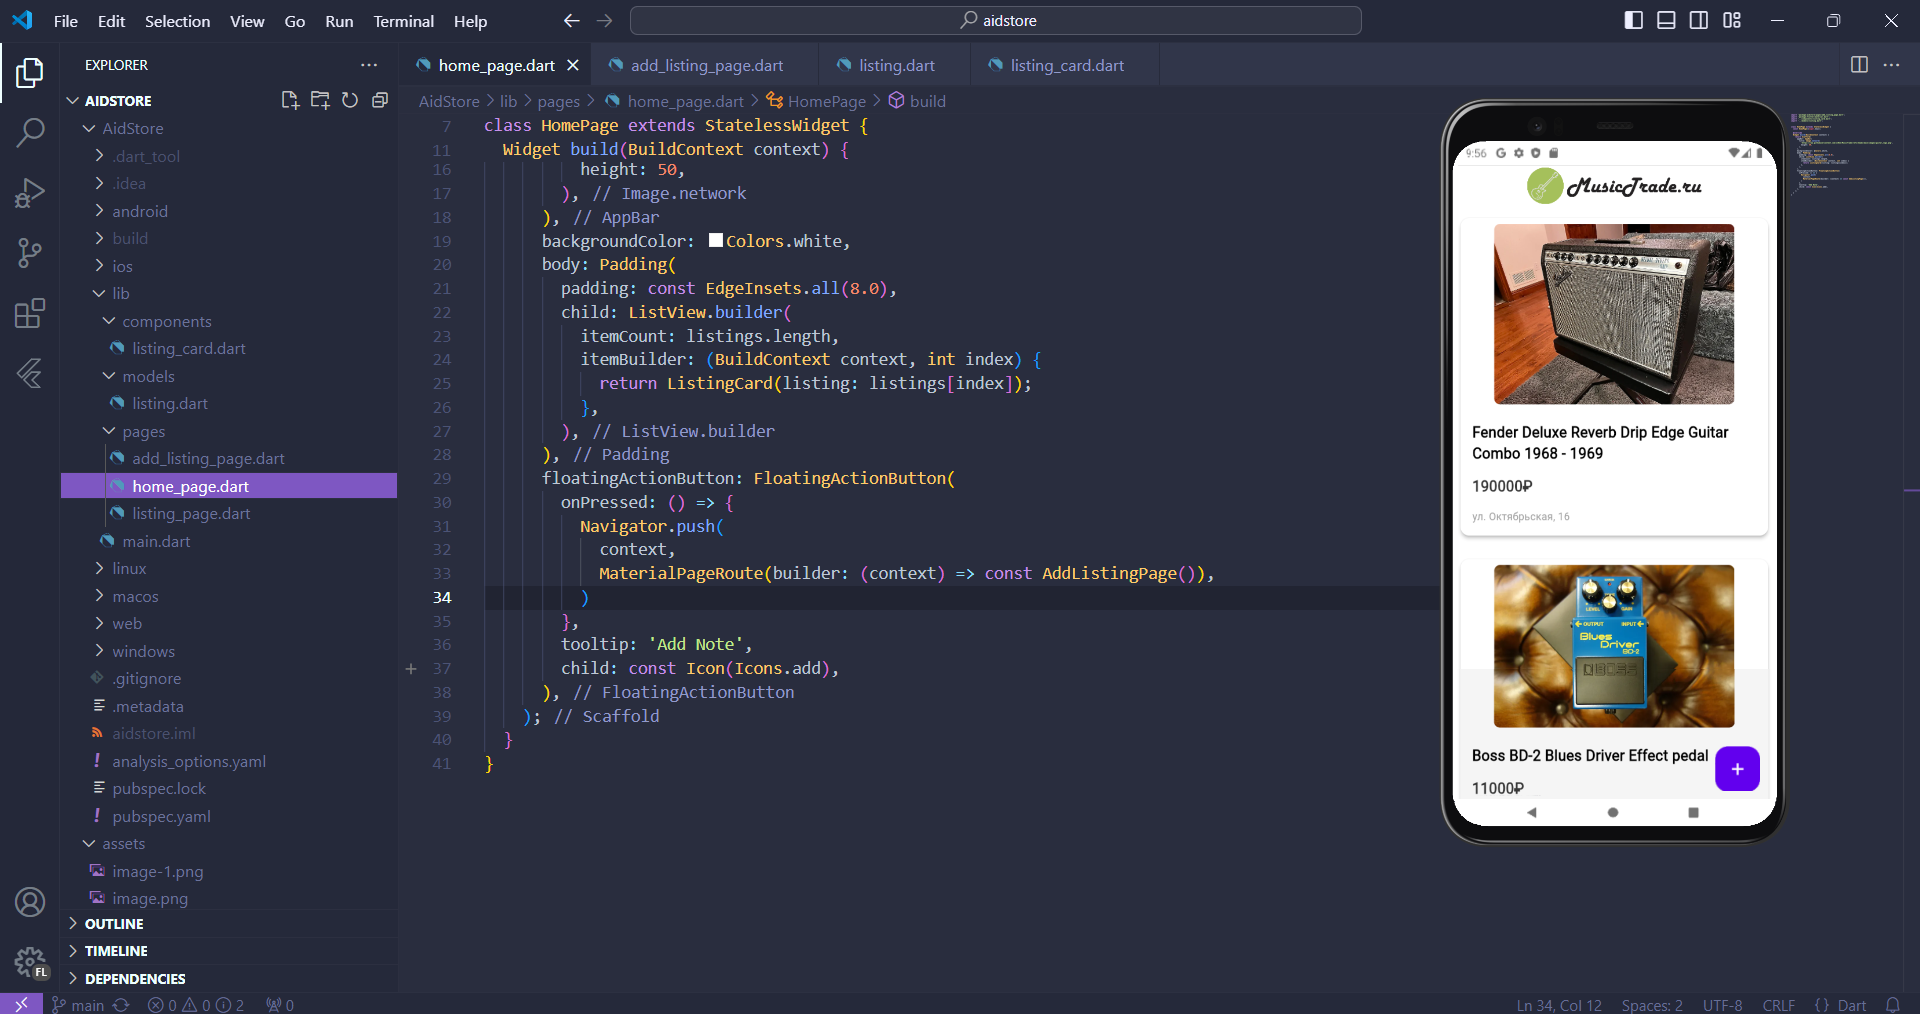 File Edit Selection View Go Run Terminal Help
aidstore
EXPLORER
AIDSTORE
AidStore
.dart_tool
.idea
android
build
ios
lib
components
listing_card.dart
models
listing.dart
pages
add_listing_page.dart
home_page.dart
listing_page.dart
main.dart
linux
macos
web
windows
.gitignore
.metadata
aidstore.iml
analysis_options.yaml
pubspec.lock
pubspec.yaml
assets
image-1.png
image.png
OUTLINE
TIMELINE
DEPENDENCIES
FL
home_page.dart add_listing_page.dart listing.dart listing_card.dart
AidStore > lib > pages > home_page.dart > HomePage > build
7 class HomePage extends StatelessWidget {
11 Widget build(BuildContext context) {
16 height: 50,
17 ), // Image.network
18 ), // AppBar
19 backgroundColor: Colors.white,
20 body: Padding(
21 padding: const EdgeInsets.all(8.0),
22 child: ListView.builder(
23 itemCount: listings.length,
24 itemBuilder: (BuildContext context, int index) {
25 return ListingCard(listing: listings[index]);
26 },
27 ), // ListView.builder
28 ), // Padding
29 floatingActionButton: FloatingActionButton(
30 onPressed: () => {
31 Navigator.push(
32 context,
33 MaterialPageRoute(builder: (context) => const AddListingPage()),
34 )
35 },
36 tooltip: 'Add Note',
37 child: const Icon(Icons.add),
38 ), // FloatingActionButton
39 ); // Scaffold
40 }
41 }
9:56
MusicTrade.ru
Fender Deluxe Reverb Drip Edge Guitar
Combo 1968 - 1969
190000₽
ул. Октябрьская, 16
LEVEL GAIN
OUTPUT INPUT
Blues
Driver
BD-2
BOSS
Boss BD-2 Blues Driver Effect pedal
11000₽
+
main 0 0 2 0
Ln 34, Col 12 Spaces: 2 UTF-8 CRLF {} Dart